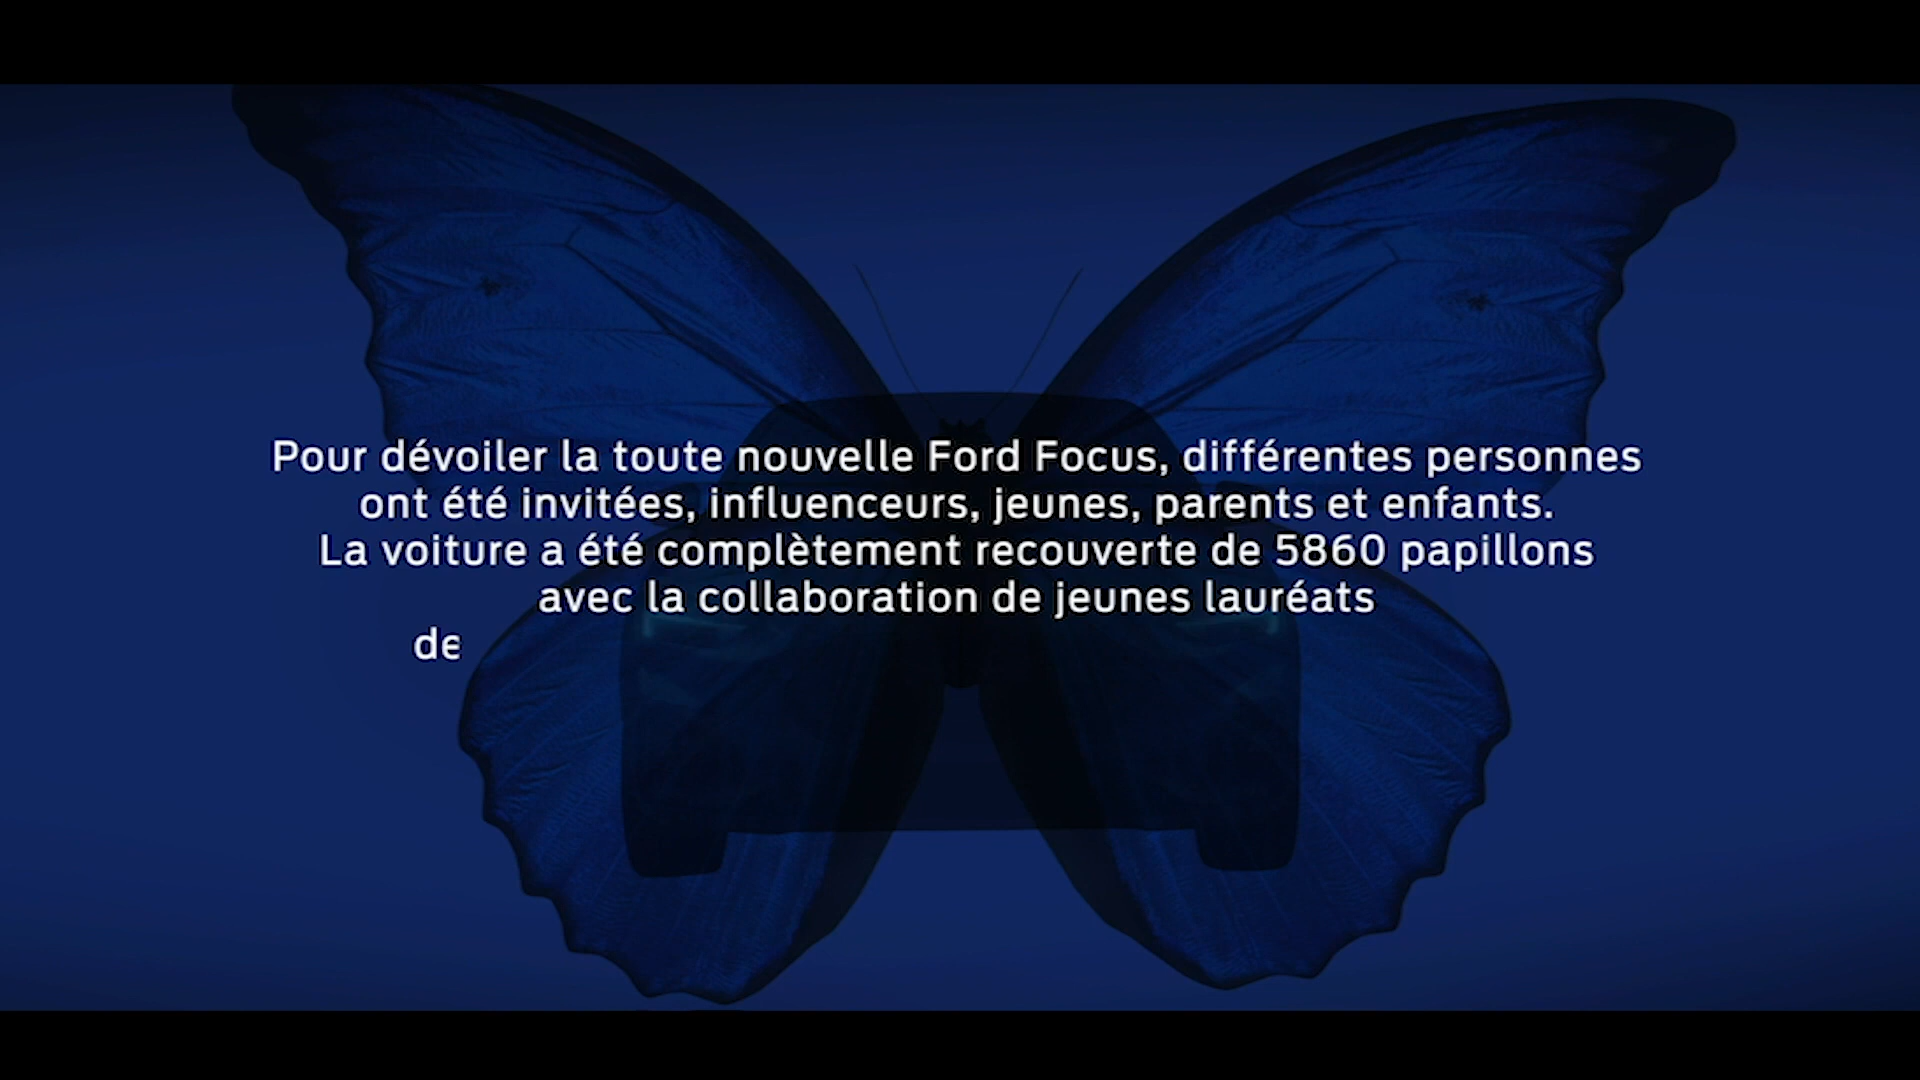 Pour dévoiler la toute nouvelle Ford Focus, différentes personnes
ont été invitées, influenceurs, jeunes, parents et enfants.
La voiture a été complètement recouverte de 5860 papillons
avec la collaboration de jeunes lauréats
de